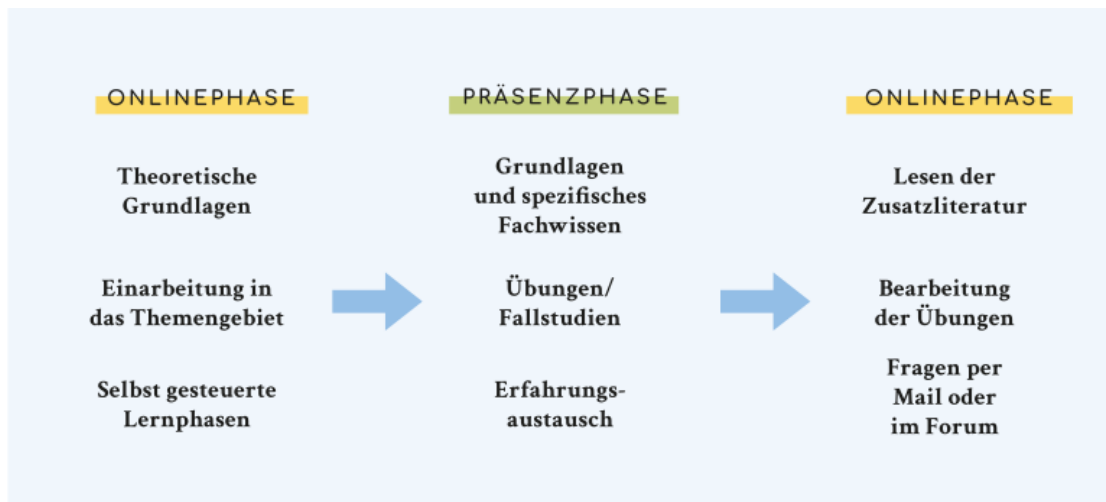 ONLINEPHASE
Theoretische
Grundlagen
Einarbeitung in
das Themengebiet
Selbst gesteuerte
Lernphasen
PRÄSENZPHASE
Grundlagen
und spezifisches
Fachwissen
Übungen/
Fallstudien
Erfahrungs-
austausch
ONLINEPHASE
Lesen der
Zusatzliteratur
Bearbeitung
der Übungen
Fragen per
Mail oder
im Forum